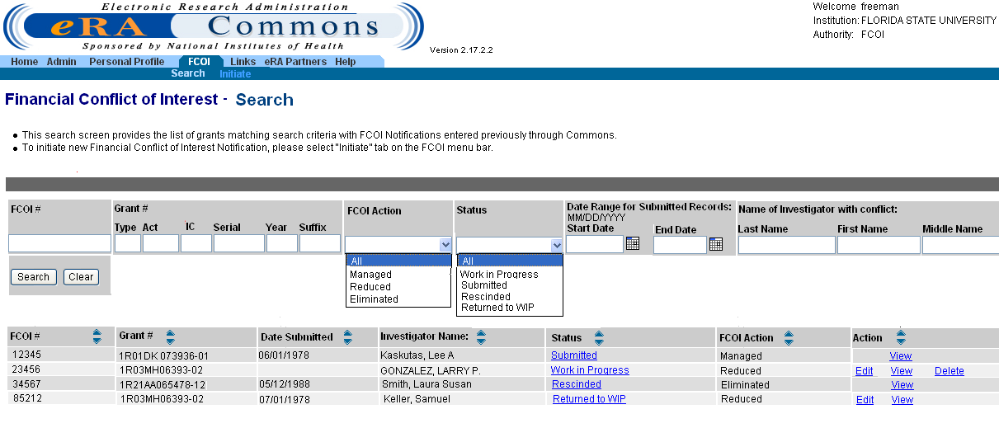 Electronic Research Administration
eRA Commons
Sponsored by National Institutes of Health
Version 2.17.2.2
Welcome freeman
Institution: FLORIDA STATE UNIVERSITY
Authority: FCOI
Home Admin Personal Profile FCOI Links eRA Partners Help
Search Initiate
Financial Conflict of Interest - Search
• This search screen provides the list of grants matching search criteria with FCOI Notifications entered previously through Commons.
• To initiate new Financial Conflict of Interest Notification, please select "Initiate" tab on the FCOI menu bar.
FCOI # Grant # FCOI Action Status Date Range for Submitted Records: Name of Investigator with conflict:
MM/DD/YYYY
Type Act IC Serial Year Suffix Start Date End Date Last Name First Name Middle Name
All All
Search Clear Managed Work in Progress
Reduced Submitted
Eliminated Rescinded
Returned to WIP
FCOI # Grant # Date Submitted Investigator Name: Status FCOI Action Action
12345 1R01DK 073936-01 06/01/1978 Kaskutas, Lee A Submitted Managed View
23456 1R03MH06393-02 GONZALEZ, LARRY P. Work in Progress Reduced Edit View Delete
34567 1R21AA065478-12 05/12/1988 Smith, Laura Susan Rescinded Eliminated View
85212 1R03MH06393-02 07/01/1978 Keller, Samuel Returned to WIP Reduced Edit View